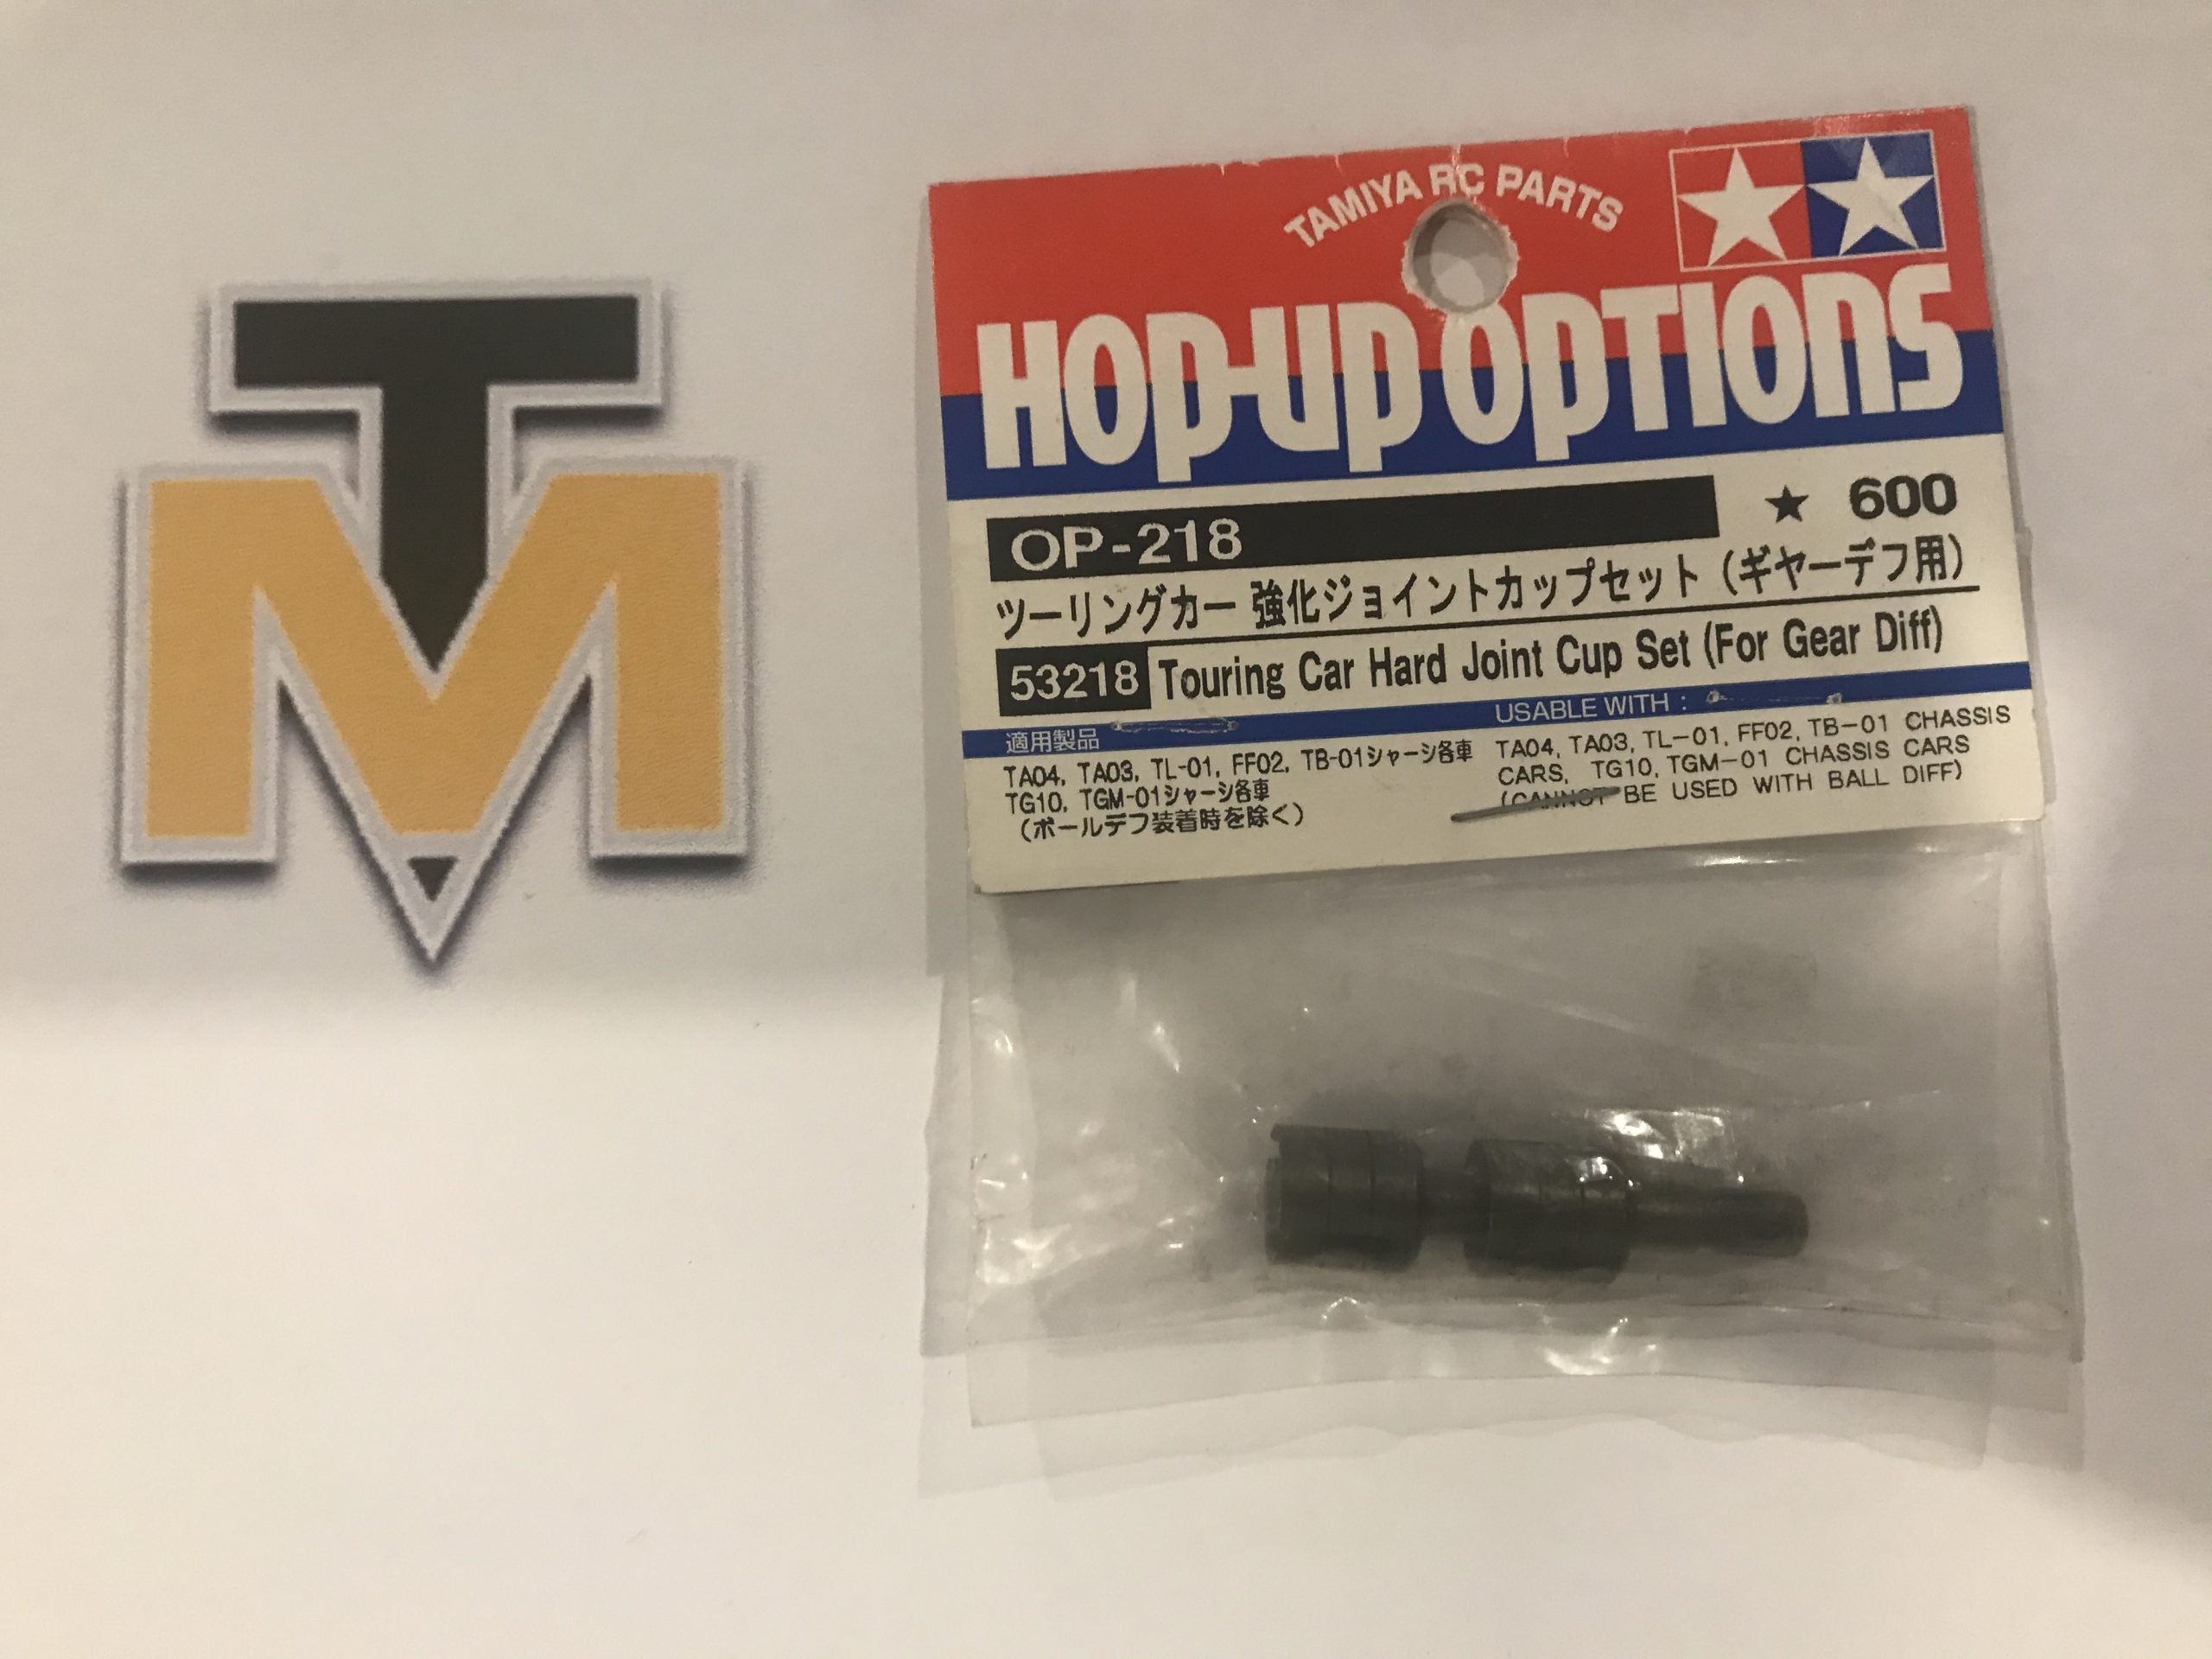 TM
TAMIYA RC PARTS
HOP-UP OPTIONS
OP-218 ★ 600
ツーリングカー 強化ジョイントカップセット（ギヤーデフ用）
53218 Touring Car Hard Joint Cup Set (For Gear Diff)
適用製品
TA04, TA03, TL-01, FF02, TB-01シャーシ各車
TG10, TGM-01シャーシ各車
（ボールデフ装着時を除く）
USABLE WITH :
TA04, TA03, TL-01, FF02, TB-01 CHASSIS
CARS, TG10, TGM-01 CHASSIS CARS
(CANNOT BE USED WITH BALL DIFF)